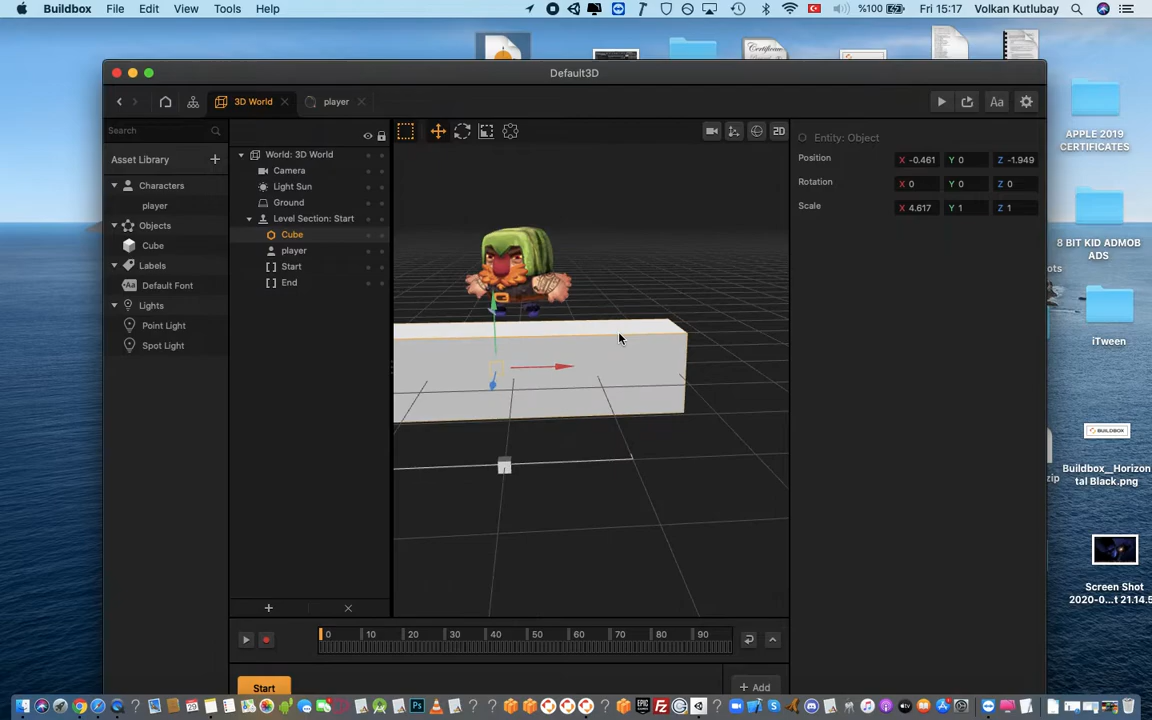 Buildbox File Edit View Tools Help %100 Fri 15:17 Volkan Kutlubay
Default3D
3D World player Aa
Search
Asset Library
Characters
player
Objects
Cube
Labels
Aa Default Font
Lights
Point Light
Spot Light
World: 3D World
Camera
Light Sun
Ground
Level Section: Start
Cube
player
Start
End
2D
Entity: Object
Position X -0.461 Y 0 Z -1.949
Rotation X 0 Y 0 Z 0
Scale X 4.617 Y 1 Z 1
0 10 20 30 40 50 60 70 80 90
Start + Add
APPLE 2019
CERTIFICATES
8 BIT KID ADMOB
ADS
ots
iTween
BUILDBOX
Buildbox__Horizon
tal Black.png
zip
Screen Shot
2020-0...t 21.14.5